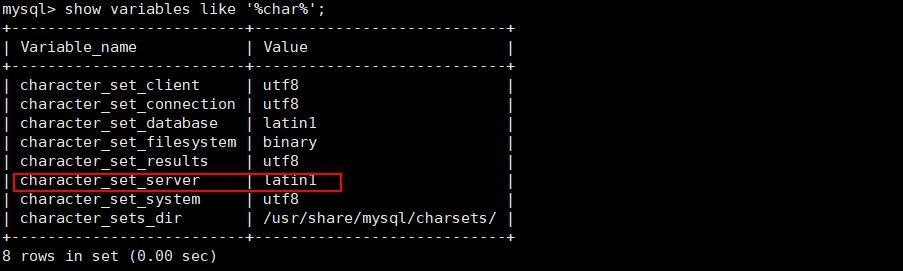 mysql> show variables like '%char%';
+--------------------------+----------------------------+
| Variable_name            | Value                      |
+--------------------------+----------------------------+
| character_set_client     | utf8                       |
| character_set_connection | utf8                       |
| character_set_database   | latin1                     |
| character_set_filesystem | binary                     |
| character_set_results    | utf8                       |
| character_set_server     | latin1                     |
| character_set_system     | utf8                       |
| character_sets_dir       | /usr/share/mysql/charsets/ |
+--------------------------+----------------------------+
8 rows in set (0.00 sec)